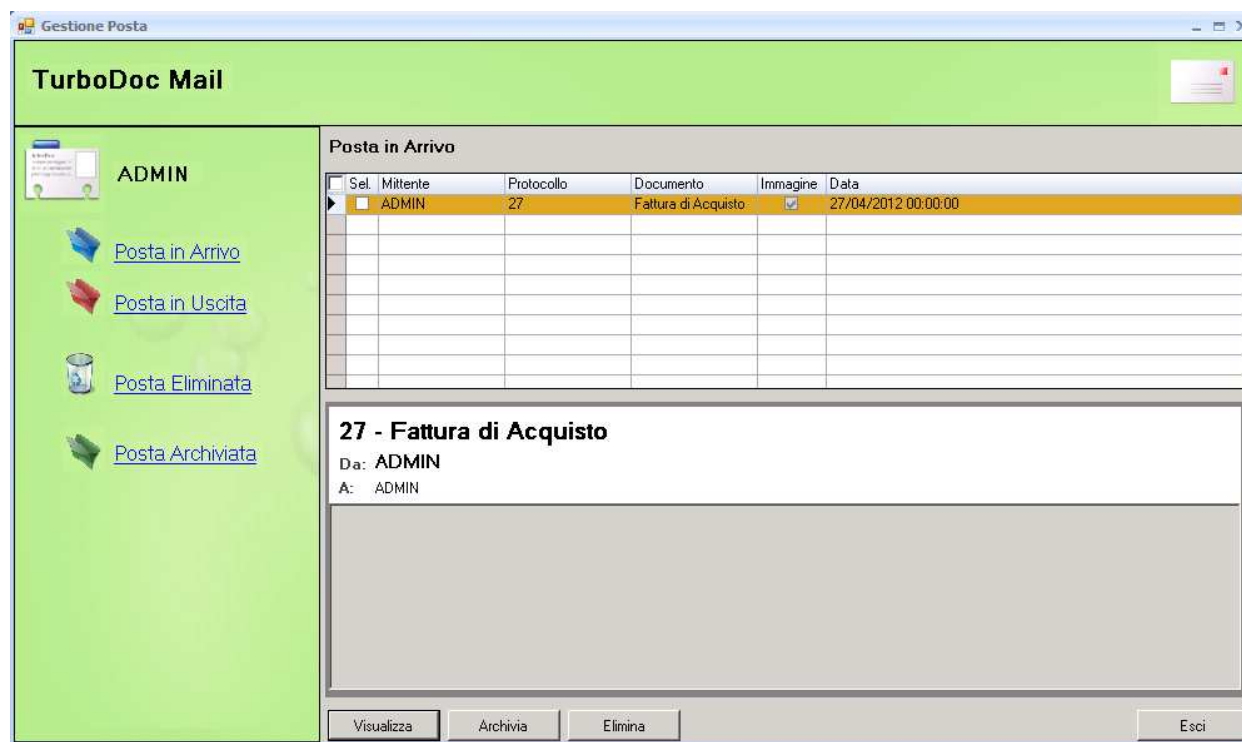 Gestione Posta
TurboDoc Mail
ADMIN
Posta in Arrivo
Posta in Uscita
Posta Eliminata
Posta Archiviata
Posta in Arrivo
Sel. Mittente Protocollo Documento Immagine Data
ADMIN 27 Fattura di Acquisto 27/04/2012 00:00:00
27 - Fattura di Acquisto
Da: ADMIN
A: ADMIN
Visualizza Archivia Elimina Esci